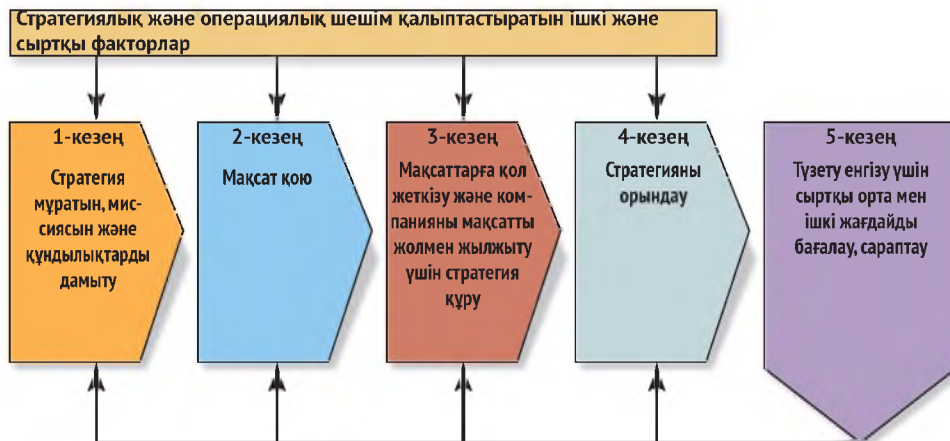 Стратегиялық және операциялық шешім қалыптастыратын ішкі және
сыртқы факторлар
1-кезең
Стратегия
мұратын, мис-
сиясын және
құндылықтарды
дамыту
2-кезең
Мақсат қою
3-кезең
Мақсаттарға қол
жеткізу және ком-
панияны мақсатты
жолмен жылжыту
үшін стратегия
құру
4-кезең
Стратегияны
орындау
5-кезең
Түзету енгізу үшін
сыртқы орта мен
ішкі жағдайды
бағалау, сараптау